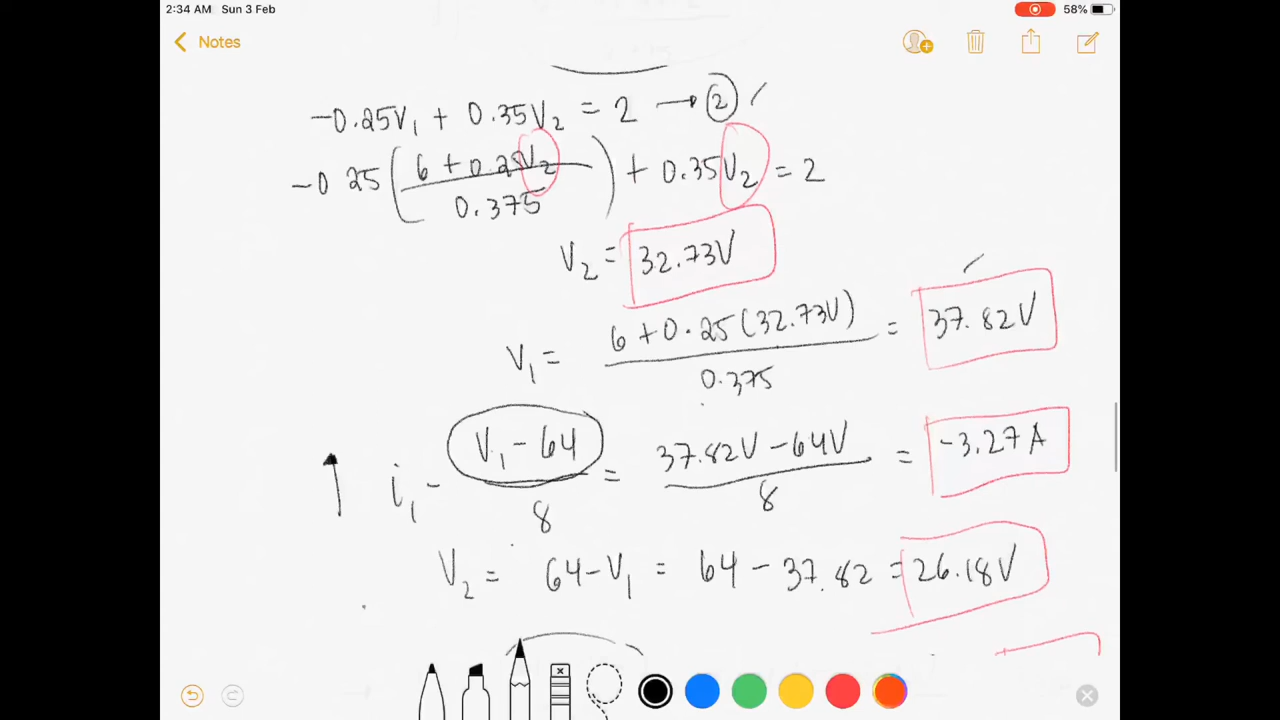 2:34 AM Sun 3 Feb 58%
Notes
-0.25V₁ + 0.35V₂ = 2 → ②
-0.25 ( (6 + 0.25V₂) / 0.375 ) + 0.35V₂ = 2
V₂ = 32.73V
V₁ = (6 + 0.25(32.73V)) / 0.375 = 37.82V
↑ i₁ - (V₁ - 64) / 8 = (37.82V - 64V) / 8 = -3.27A
V₂ = 64 - V₁ = 64 - 37.82 = 26.18V